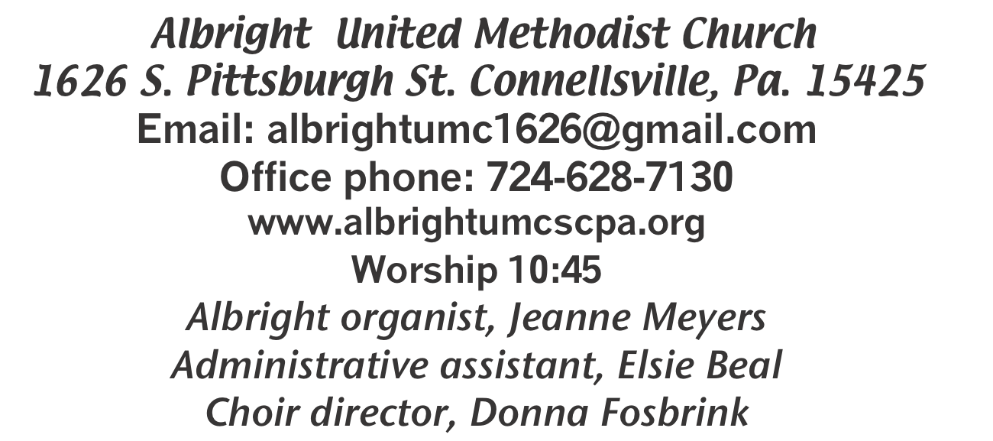 Albright United Methodist Church
1626 S. Pittsburgh St. Connellsville, Pa. 15425
Email: albrightumc1626@gmail.com
Office phone: 724-628-7130
www.albrightumcscpa.org
Worship 10:45
Albright organist, Jeanne Meyers
Administrative assistant, Elsie Beal
Choir director, Donna Fosbrink